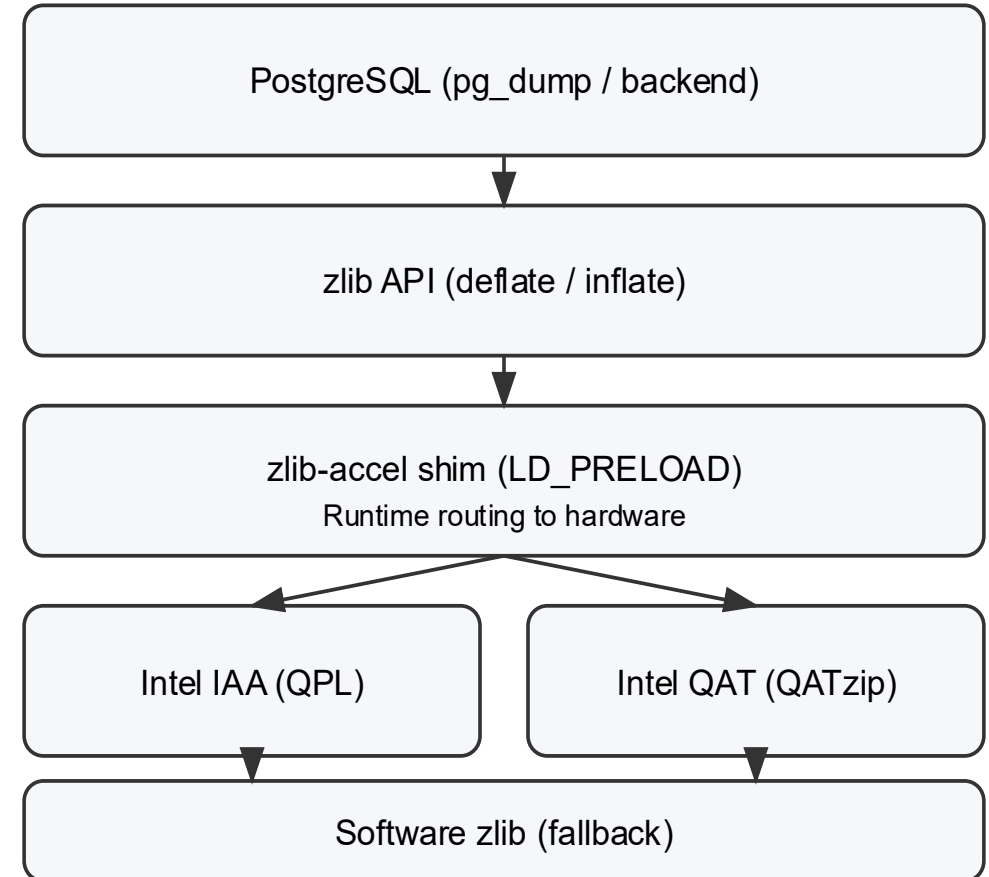 PostgreSQL (pg_dump / backend)
zlib API (deflate / inflate)
zlib-accel shim (LD_PRELOAD)
Runtime routing to hardware
Intel IAA (QPL)
Intel QAT (QATzip)
Software zlib (fallback)